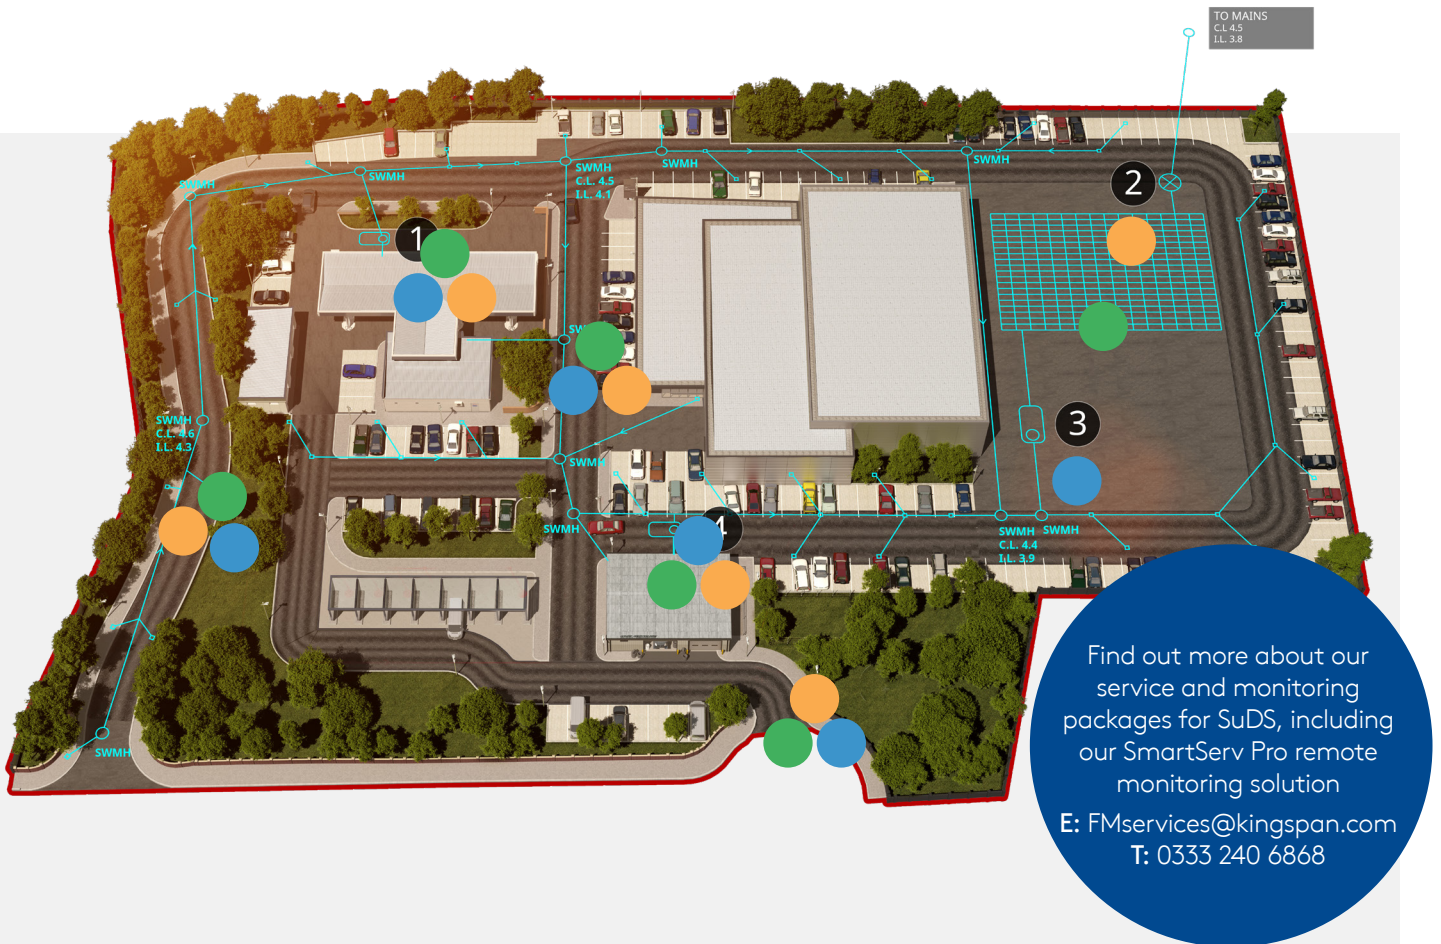 TO MAINS
C.L 4.5
I.L. 3.8
SWMH
SWMH
SWMH
C.L. 4.5
I.L. 4.1
SWMH
SWMH
2
1
SW
SWMH
C.L. 4.6
I.L. 4.3
3
SWMH
SWMH
4
SWMH
C.L. 4.4
I.L. 3.9
SWMH
SWMH
Find out more about our
service and monitoring
packages for SuDS, including
our SmartServ Pro remote
monitoring solution
E: FMservices@kingspan.com
T: 0333 240 6868